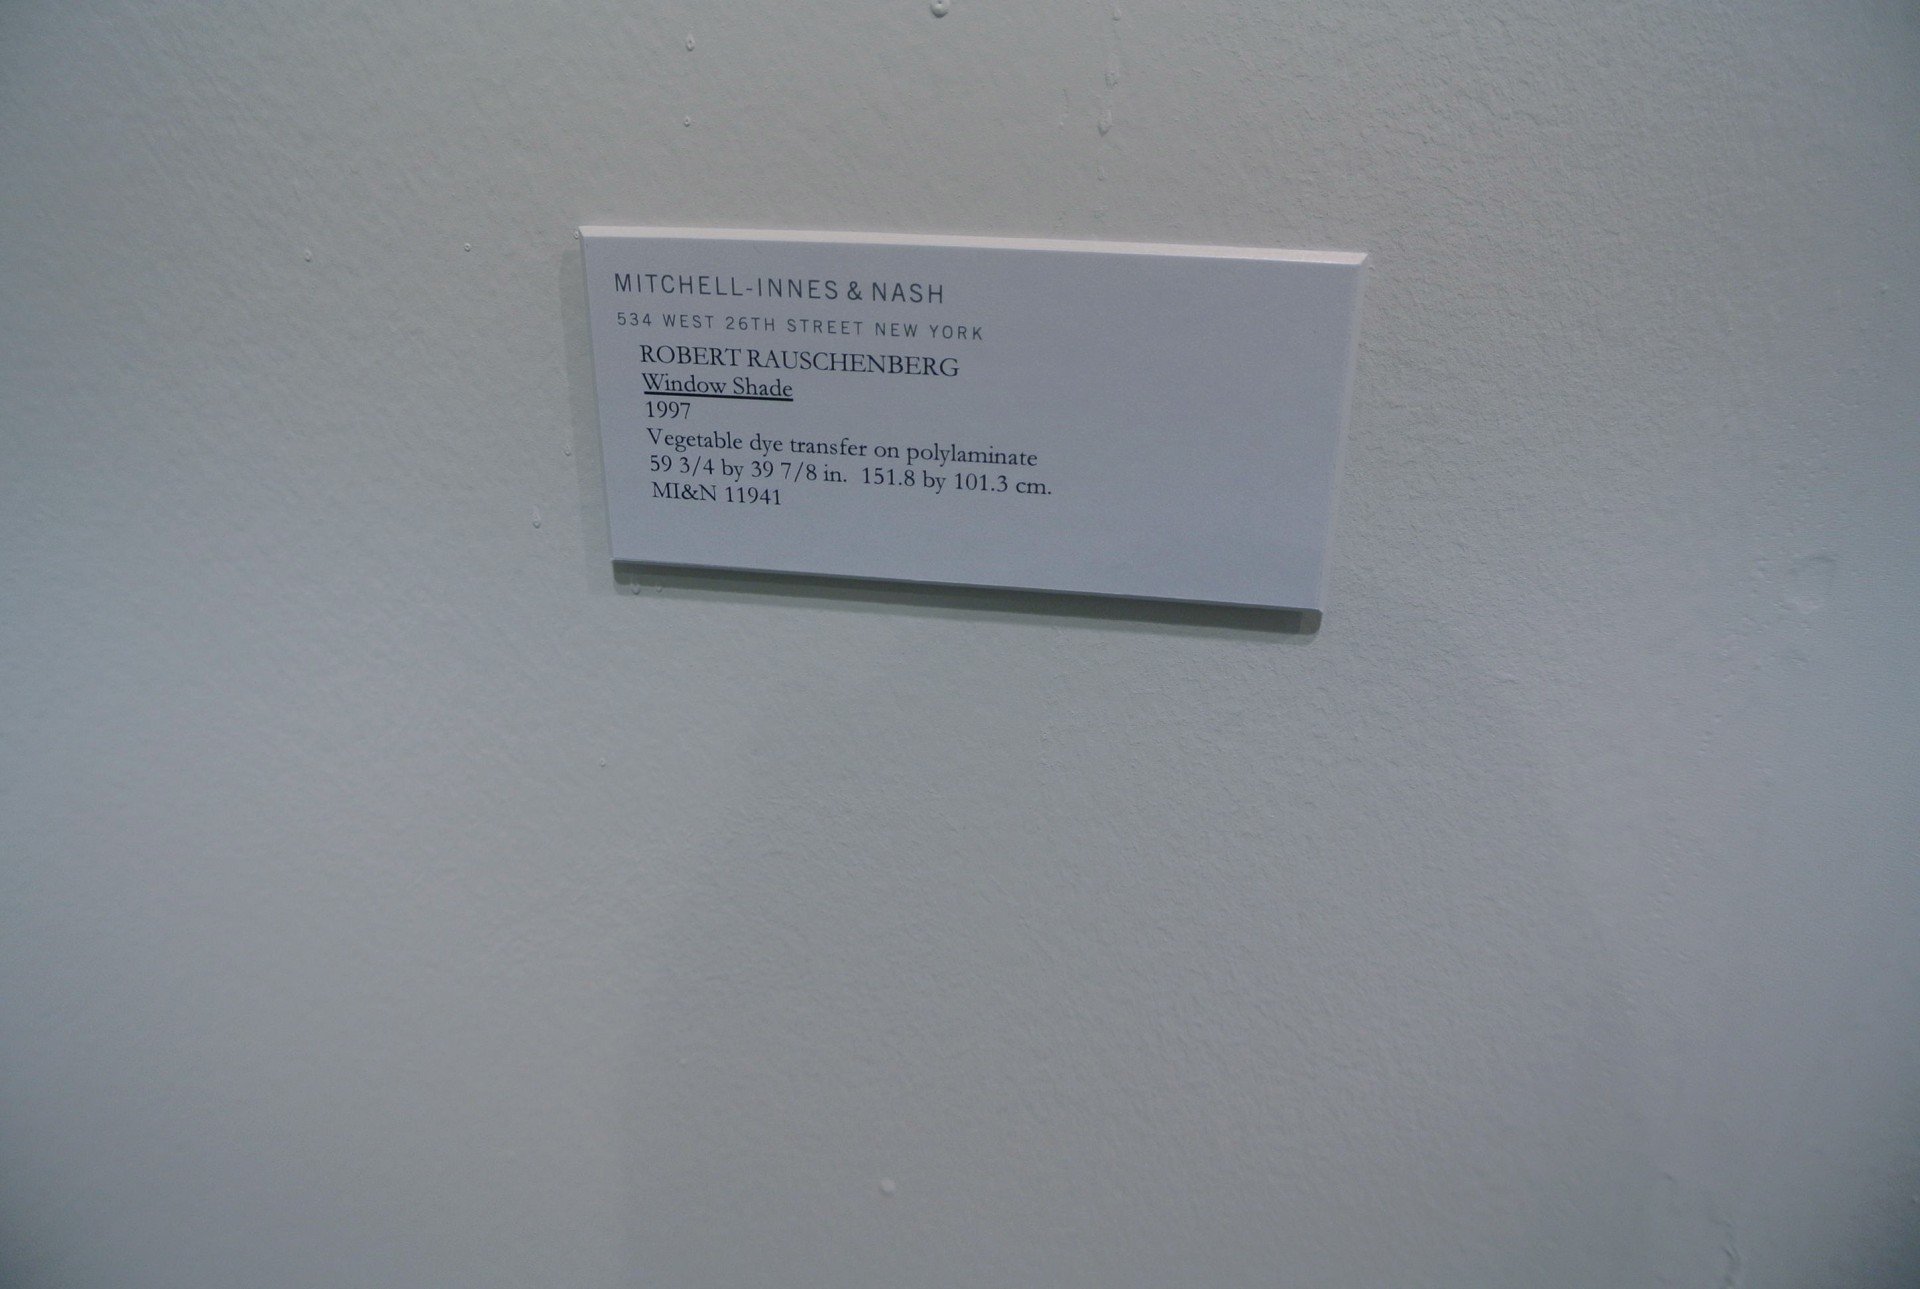 MITCHELL-INNES & NASH
534 WEST 26TH STREET NEW YORK
ROBERT RAUSCHENBERG
Window Shade
1997
Vegetable dye transfer on polylaminate
59 3/4 by 39 7/8 in.  151.8 by 101.3 cm.
MI&N 11941